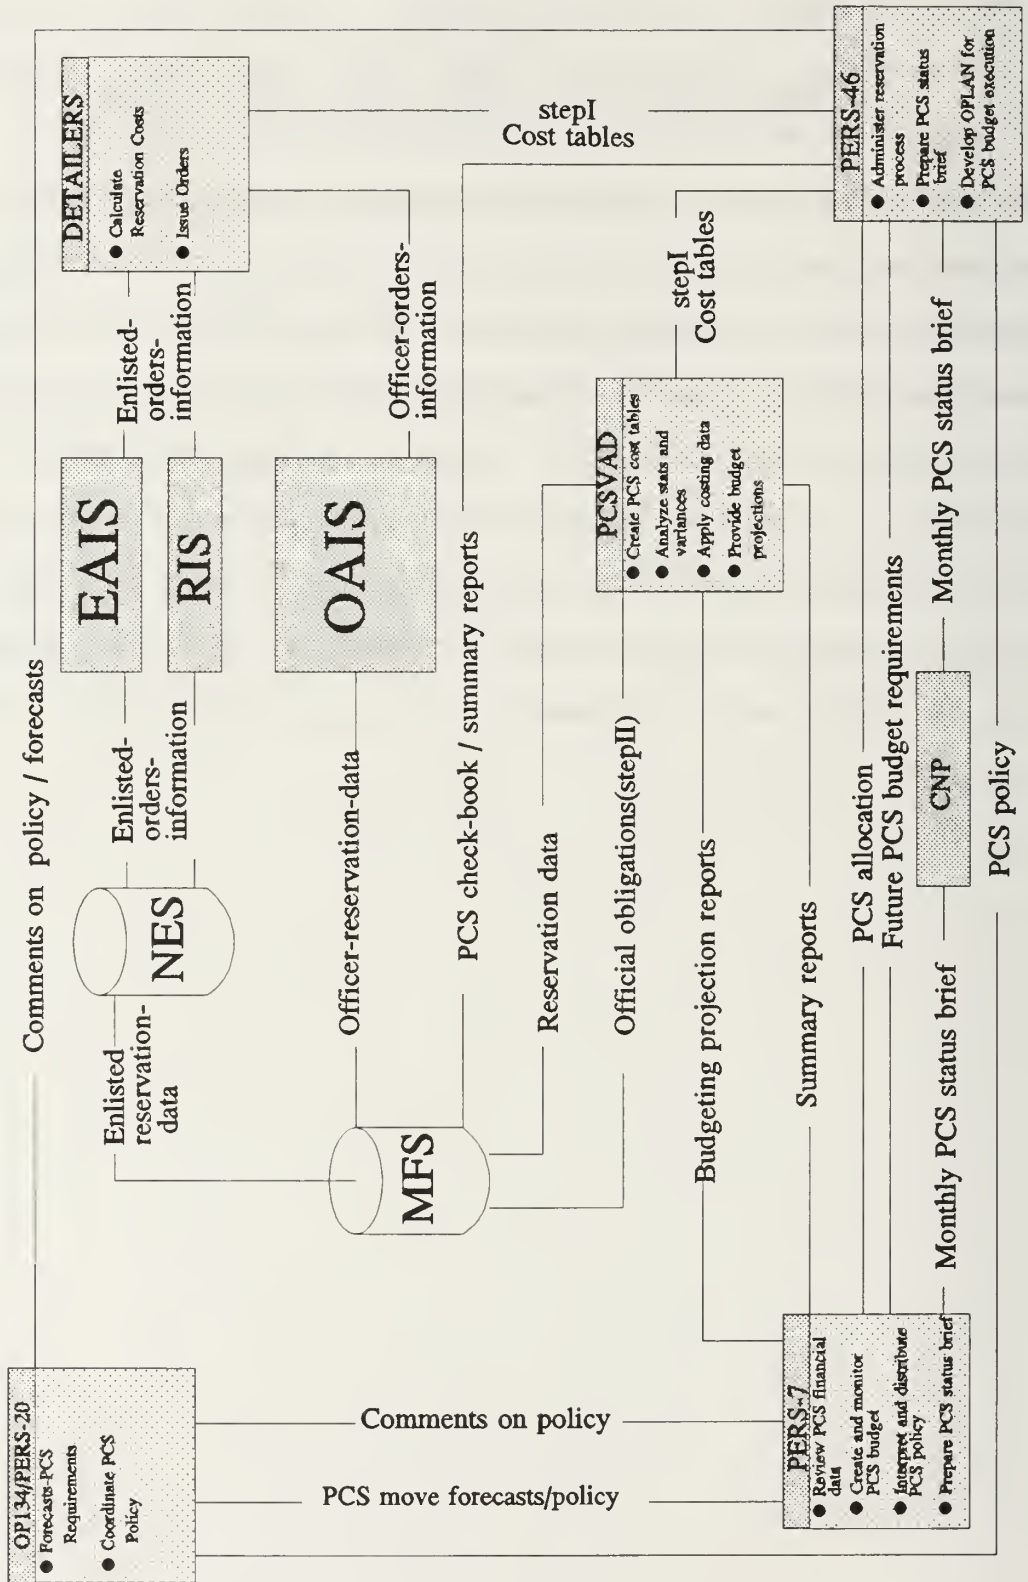 OP134/PERS-20
Forecasts-PCS
Requirements
Coordinate PCS
Policy
Comments on policy / forecasts
DETAILERS
Calculate
Reservation Costs
Issue Orders
Enlisted
reservation-
data
NES
Enlisted-
orders-
information
EAIS
RIS
Enlisted-
orders-
information
OAIS
Officer-reservation-data
Officer-orders-
information
MFS
PCS check-book / summary reports
stepI
Cost tables
Reservation data
Official obligations(stepII)
PCSVAD
Create PCS cost tables
Analyze stats and
variances
Apply costing data
Provide budget
projections
stepI
Cost tables
Comments on policy
PCS move forecasts/policy
Budgeting projection reports
Summary reports
PERS-7
Review PCS financial
data
Create and monitor
PCS budget
Interpret and distribute
PCS policy
Prepare PCS status brief
PERS-46
Administer reservation
process
Prepare PCS status
brief
Develop OPLAN for
PCS budget execution
PCS allocation
Future PCS budget requirements
Monthly PCS status brief
CNP
Monthly PCS status brief
PCS policy